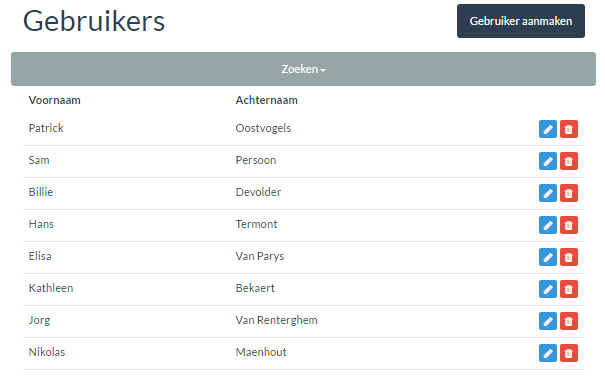 Gebruikers
Gebruiker aanmaken
Zoeken
Voornaam Achternaam
Patrick Oostvogels
Sam Persoon
Billie Devolder
Hans Termont
Elisa Van Parys
Kathleen Bekaert
Jorg Van Renterghem
Nikolas Maenhout